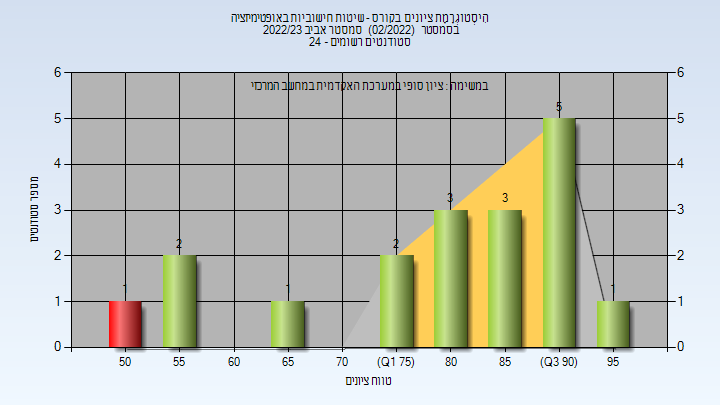 היסטוגרמת ציונים בקורס - שיטות חישוביות באופטימיזציה
בסמסטר (02/2022) סמסטר אביב 2022/23
סטודנטים רשומים - 24
במשימה: ציון סופי במערכת האקדמית במחשב המרכזי
מספר סטודנטים
6 6
5 5
4 4
3 3
2 2
1 1
0 0
1 2 1 2 3 3 5 1
50 55 60 65 70 (Q1 75) 80 85 (Q3 90) 95
טווח ציונים